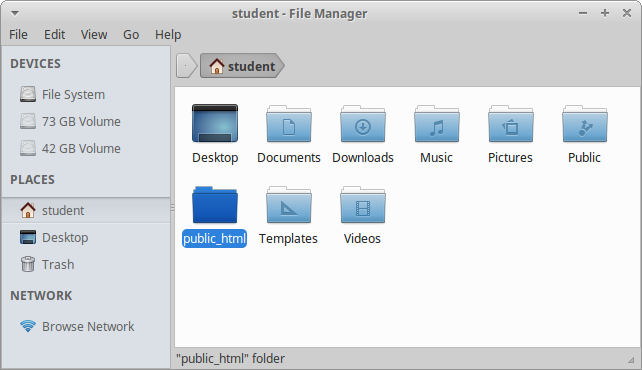 student - File Manager
File Edit View Go Help
DEVICES
File System
73 GB Volume
42 GB Volume
PLACES
student
Desktop
Trash
NETWORK
Browse Network
student
Desktop Documents Downloads Music Pictures Public
public_html Templates Videos
"public_html" folder